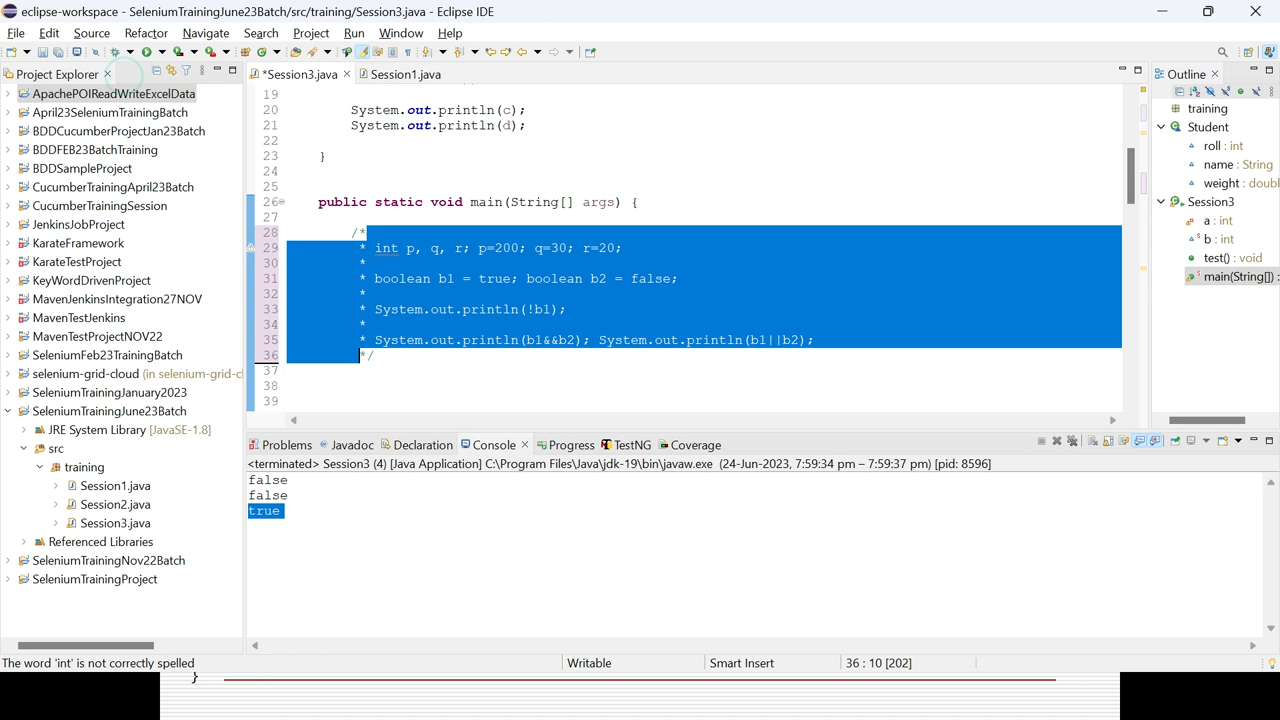 eclipse-workspace - SeleniumTrainingJune23Batch/src/training/Session3.java - Eclipse IDE
File Edit Source Refactor Navigate Search Project Run Window Help
Project Explorer
ApachePOIReadWriteExcelData
April23SeleniumTrainingBatch
BDDCucumberProjectJan23Batch
BDDFEB23BatchTraining
BDDSampleProject
CucumberTrainingApril23Batch
CucumberTrainingSession
JenkinsJobProject
KarateFramework
KarateTestProject
KeyWordDrivenProject
MavenJenkinsIntegration27NOV
MavenTestJenkins
MavenTestProjectNOV22
SeleniumFeb23TrainingBatch
selenium-grid-cloud (in selenium-grid-cl
SeleniumTrainingJanuary2023
SeleniumTrainingJune23Batch
JRE System Library [JavaSE-1.8]
src
training
Session1.java
Session2.java
Session3.java
Referenced Libraries
SeleniumTrainingNov22Batch
SeleniumTrainingProject
*Session3.java Session1.java
19
20 System.out.println(c);
21 System.out.println(d);
22
23 }
24
25
26 public static void main(String[] args) {
27
28 /*
29 * int p, q, r; p=200; q=30; r=20;
30 *
31 * boolean b1 = true; boolean b2 = false;
32 *
33 * System.out.println(!b1);
34 *
35 * System.out.println(b1&&b2); System.out.println(b1||b2);
36 */
37
38
39
Outline
training
Student
roll : int
name : String
weight : doubl
Session3
a : int
b : int
test() : void
main(String[]) :
Problems Javadoc Declaration Console Progress TestNG Coverage
<terminated> Session3 (4) [Java Application] C:\Program Files\Java\jdk-19\bin\javaw.exe (24-Jun-2023, 7:59:34 pm – 7:59:37 pm) [pid: 8596]
false
false
true
The word 'int' is not correctly spelled Writable Smart Insert 36 : 10 [202]
}